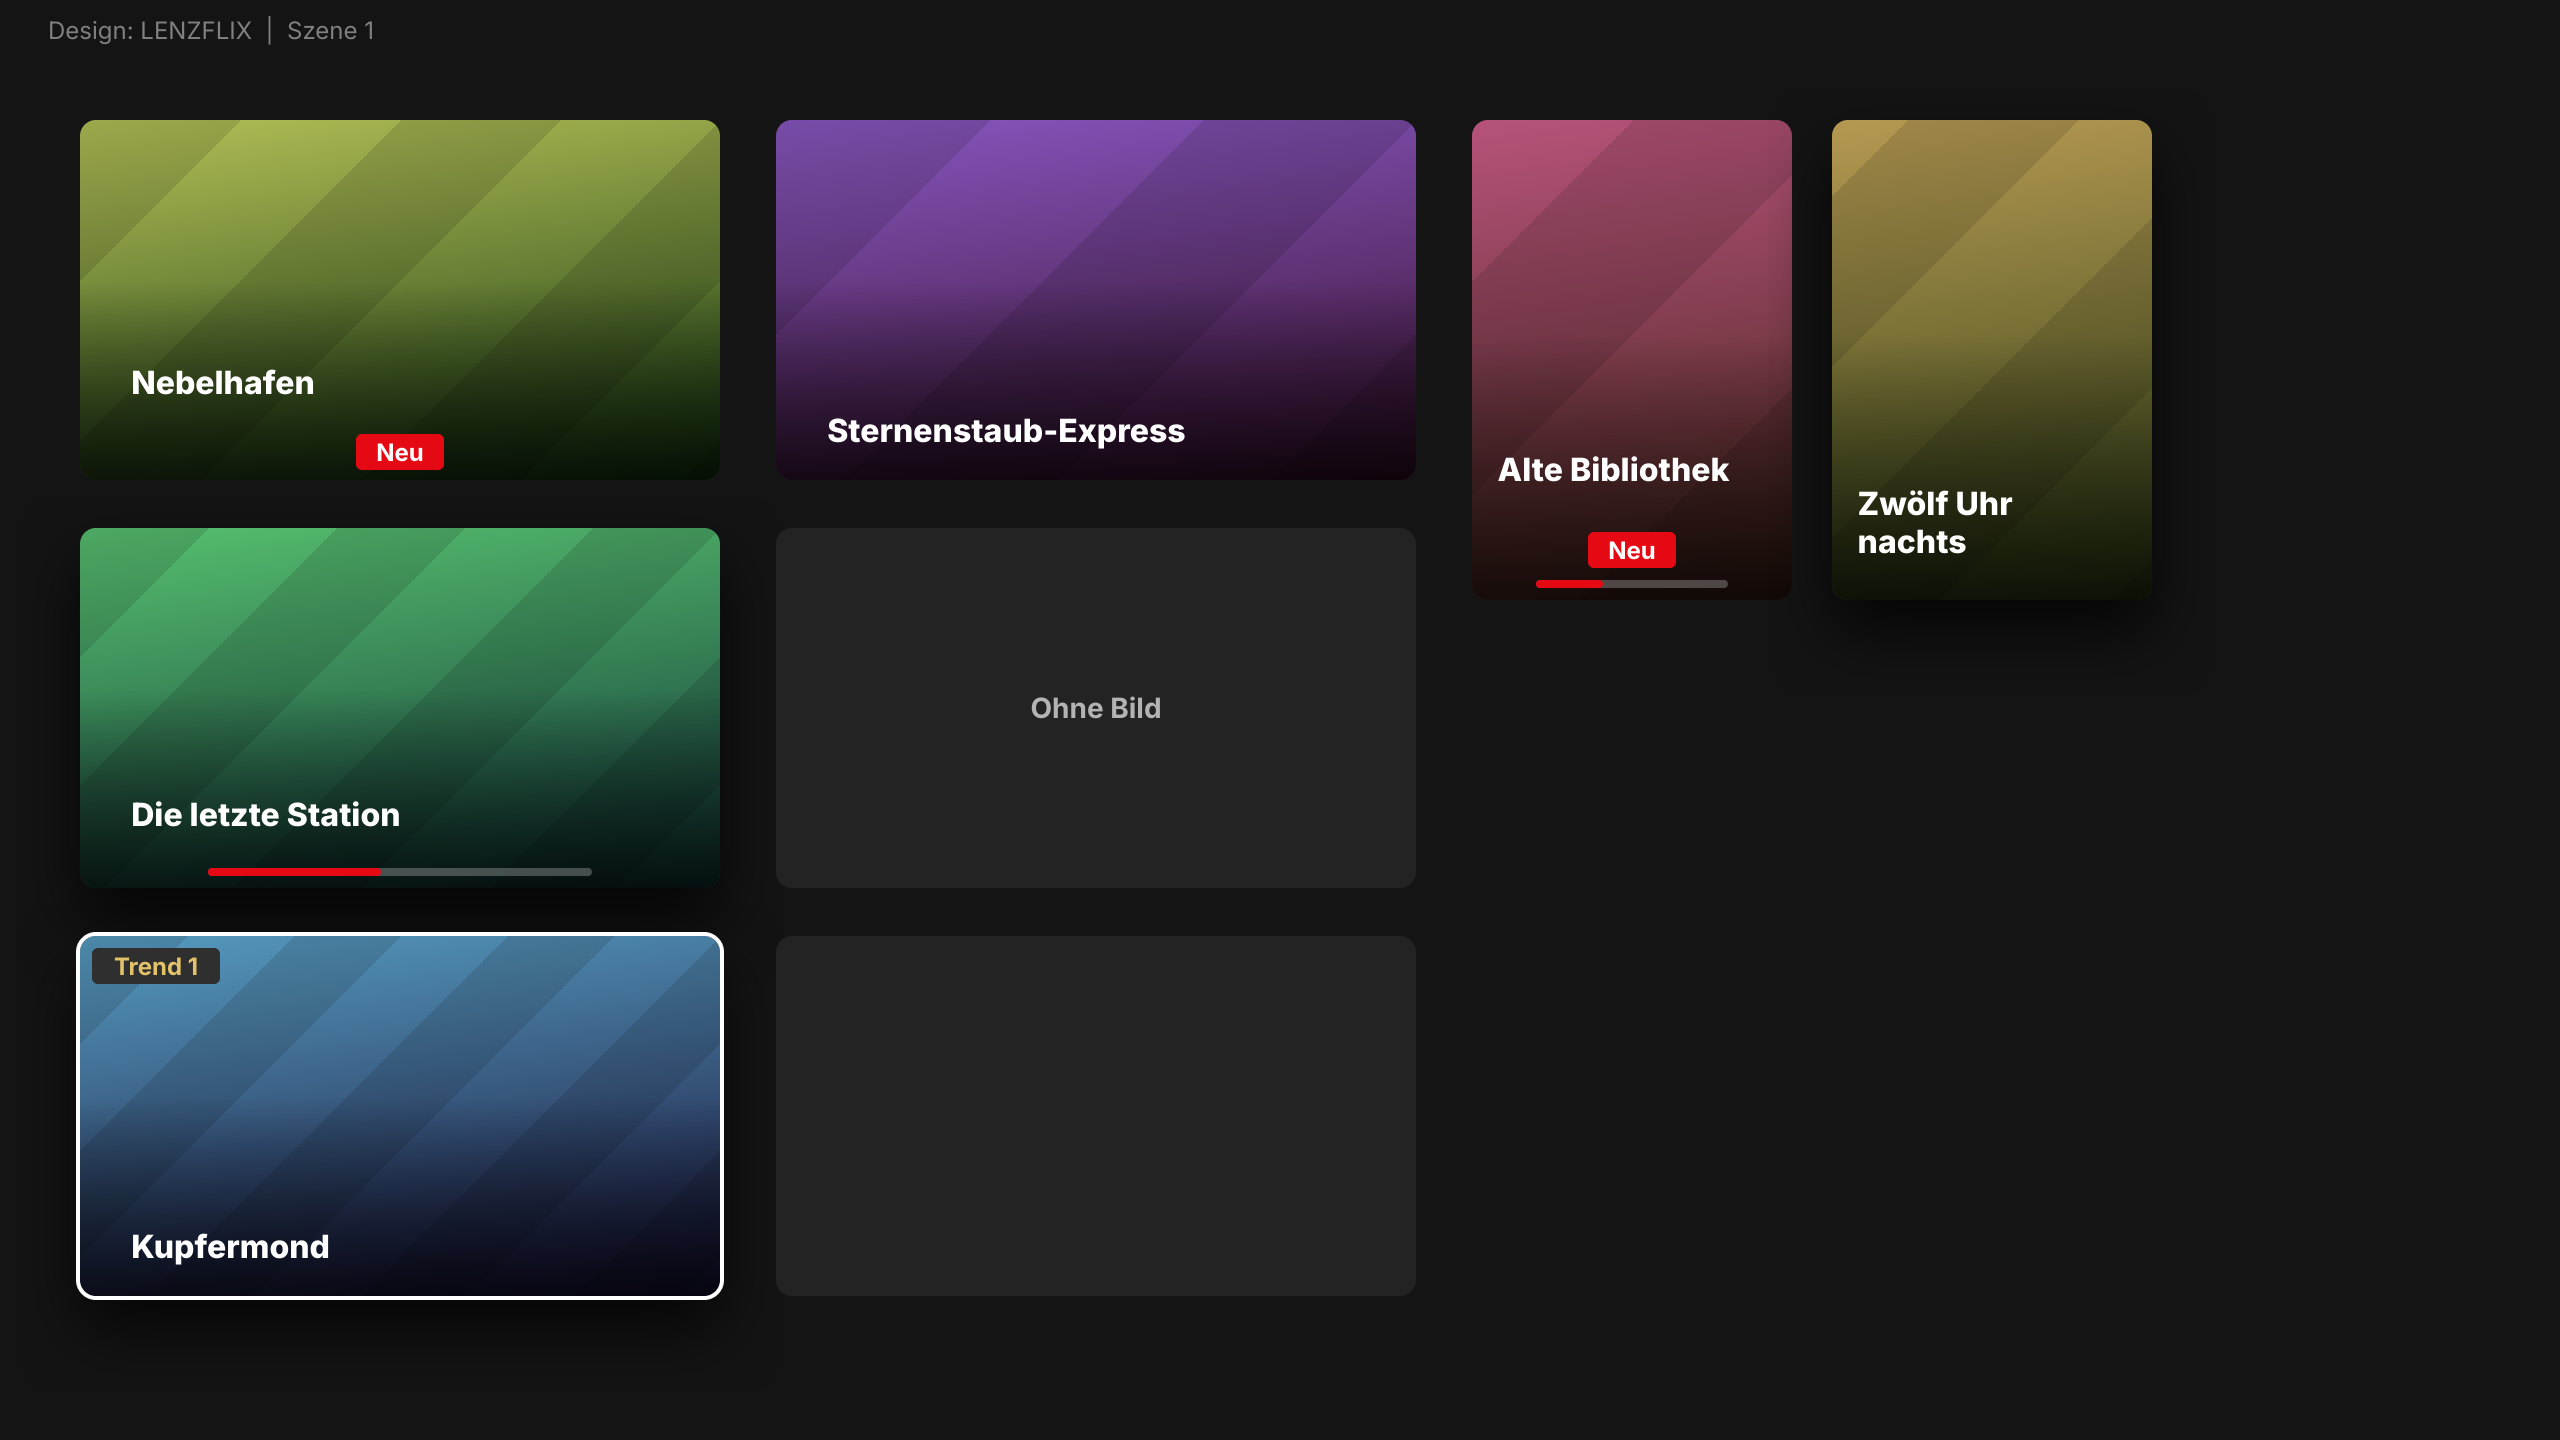 Design: LENZFLIX | Szene 1
Nebelhafen
Neu
Sternenstaub-Express
Alte Bibliothek
Neu
Zwölf Uhr
nachts
Die letzte Station
Ohne Bild
Trend 1
Kupfermond